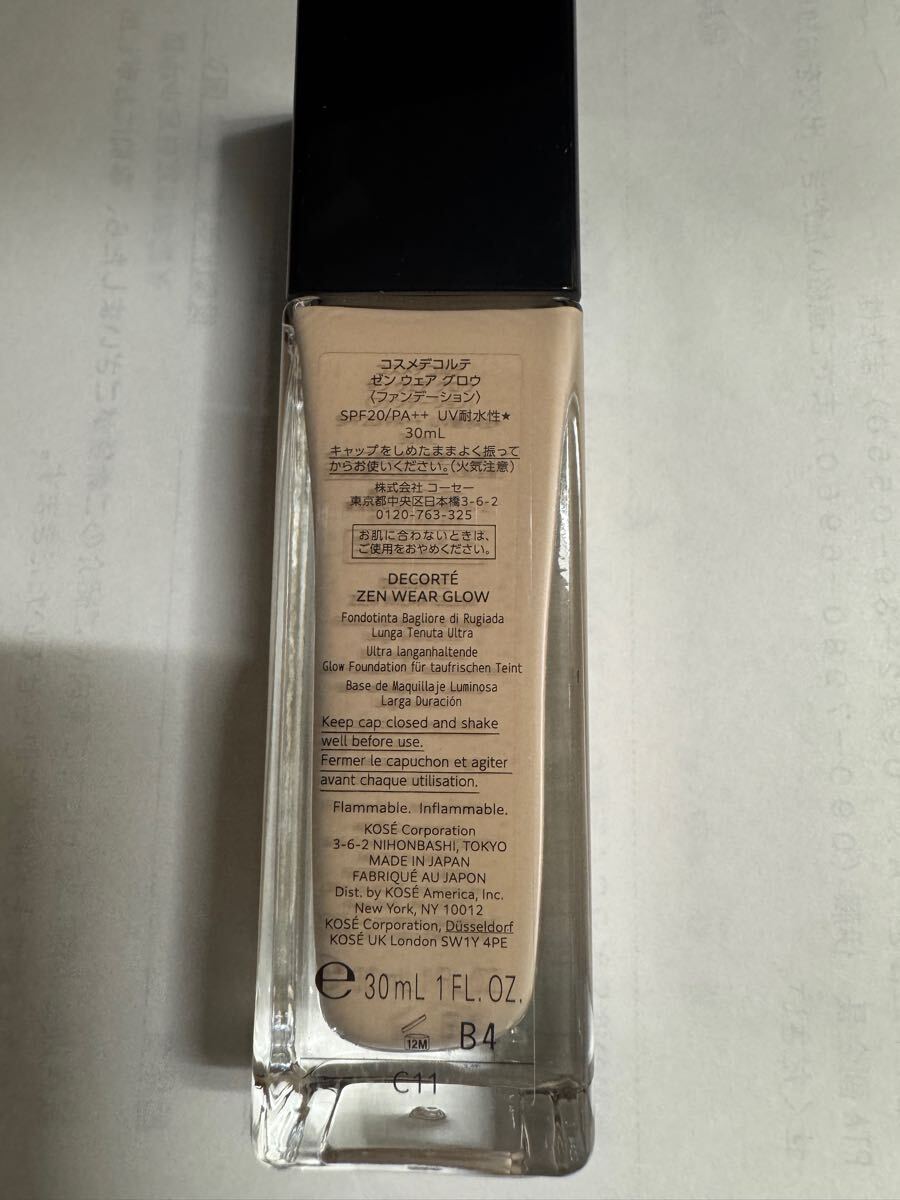 コスメデコルテ
ゼン ウェア グロウ
〈ファンデーション〉
SPF20/PA++ UV耐水性★
30mL
キャップをしめたままよく振って
からお使いください。(火気注意)
株式会社 コーセー
東京都中央区日本橋3-6-2
0120-763-325
お肌に合わないときは、
ご使用をおやめください。
DECORTÉ
ZEN WEAR GLOW
Fondotinta Bagliore di Rugiada
Lunga Tenuta Ultra
Ultra langanhaltende
Glow Foundation für taufrischen Teint
Base de Maquillaje Luminosa
Larga Duración
Keep cap closed and shake
well before use.
Fermer le capuchon et agiter
avant chaque utilisation.
Flammable. Inflammable.
KOSÉ Corporation
3-6-2 NIHONBASHI, TOKYO
MADE IN JAPAN
FABRIQUÉ AU JAPON
Dist. by KOSÉ America, Inc.
New York, NY 10012
KOSÉ Corporation, Düsseldorf
KOSÉ UK London SW1Y 4PE
e 30mL 1 FL. OZ.
12M B4
C11